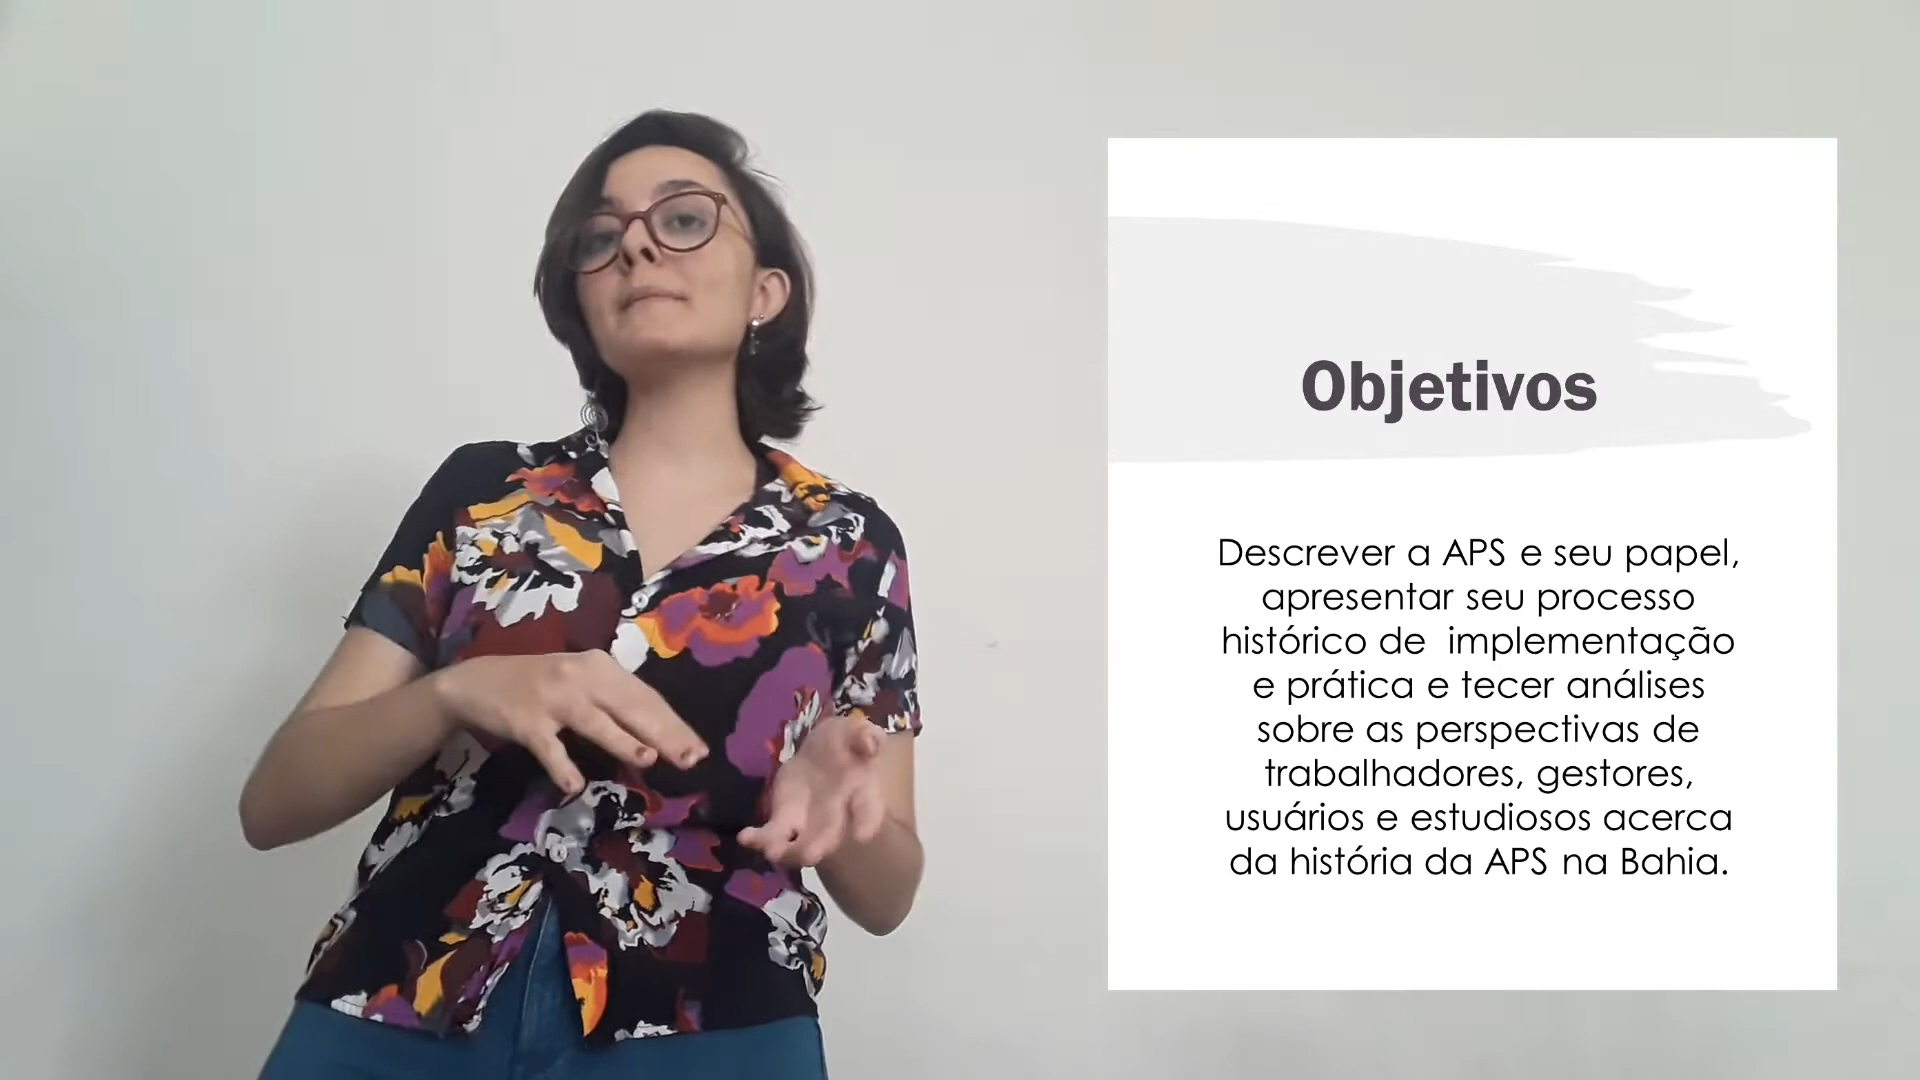 Objetivos
Descrever a APS e seu papel,
apresentar seu processo
histórico de  implementação
e prática e tecer análises
sobre as perspectivas de
trabalhadores, gestores,
usuários e estudiosos acerca
da história da APS na Bahia.